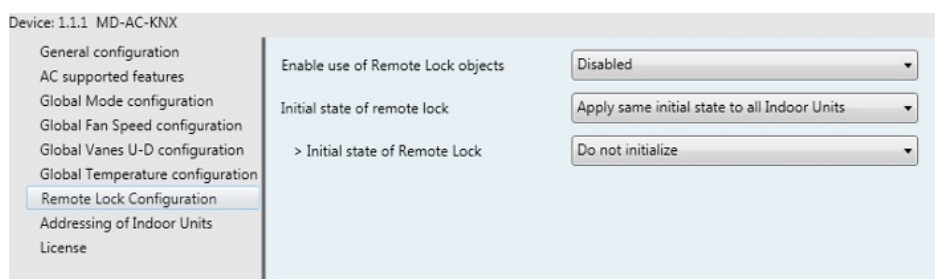 Device: 1.1.1 MD-AC-KNX
General configuration
AC supported features
Global Mode configuration
Global Fan Speed configuration
Global Vanes U-D configuration
Global Temperature configuration
Remote Lock Configuration
Addressing of Indoor Units
License
Enable use of Remote Lock objects Disabled
Initial state of remote lock Apply same initial state to all Indoor Units
> Initial state of Remote Lock Do not initialize